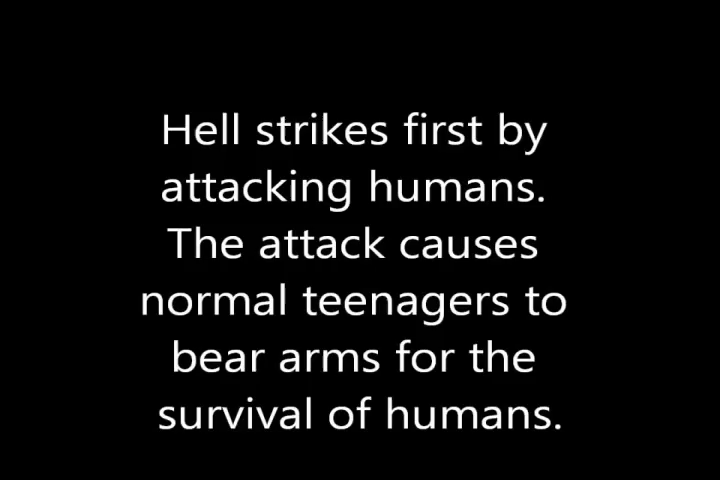 Hell strikes first by
attacking humans.
The attack causes
normal teenagers to
bear arms for the
survival of humans.